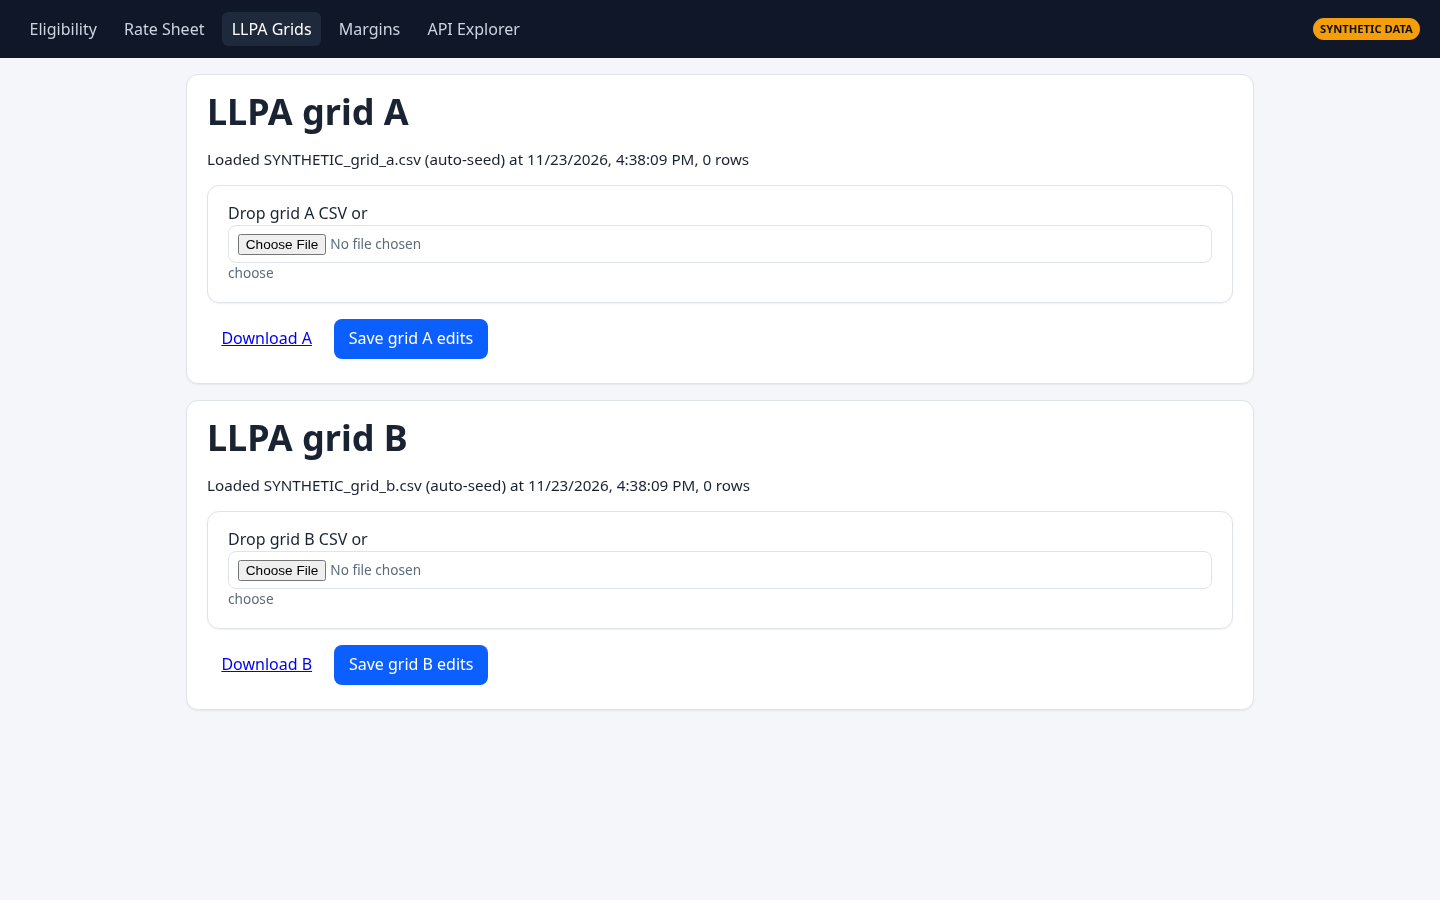 Eligibility Rate Sheet LLPA Grids Margins API Explorer SYNTHETIC DATA
LLPA grid A
Loaded SYNTHETIC_grid_a.csv (auto-seed) at 11/23/2026, 4:38:09 PM, 0 rows
Drop grid A CSV or
Choose File No file chosen
choose
Download A Save grid A edits
LLPA grid B
Loaded SYNTHETIC_grid_b.csv (auto-seed) at 11/23/2026, 4:38:09 PM, 0 rows
Drop grid B CSV or
Choose File No file chosen
choose
Download B Save grid B edits